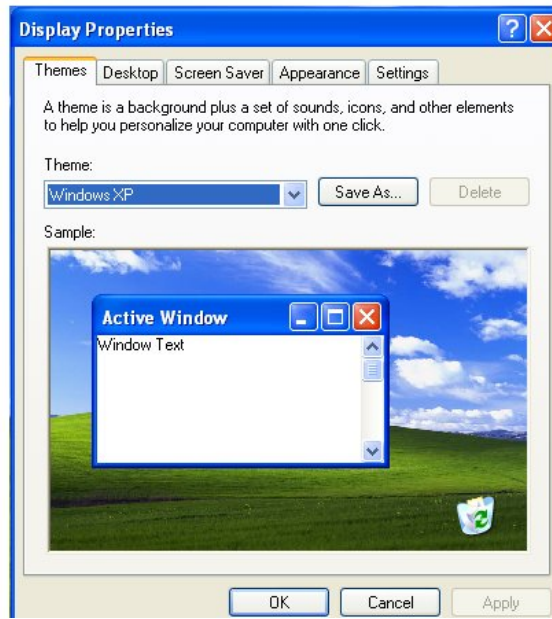 Display Properties
Themes Desktop Screen Saver Appearance Settings
A theme is a background plus a set of sounds, icons, and other elements
to help you personalize your computer with one click.
Theme:
Windows XP Save As... Delete
Sample:
Active Window
Window Text
OK Cancel Apply